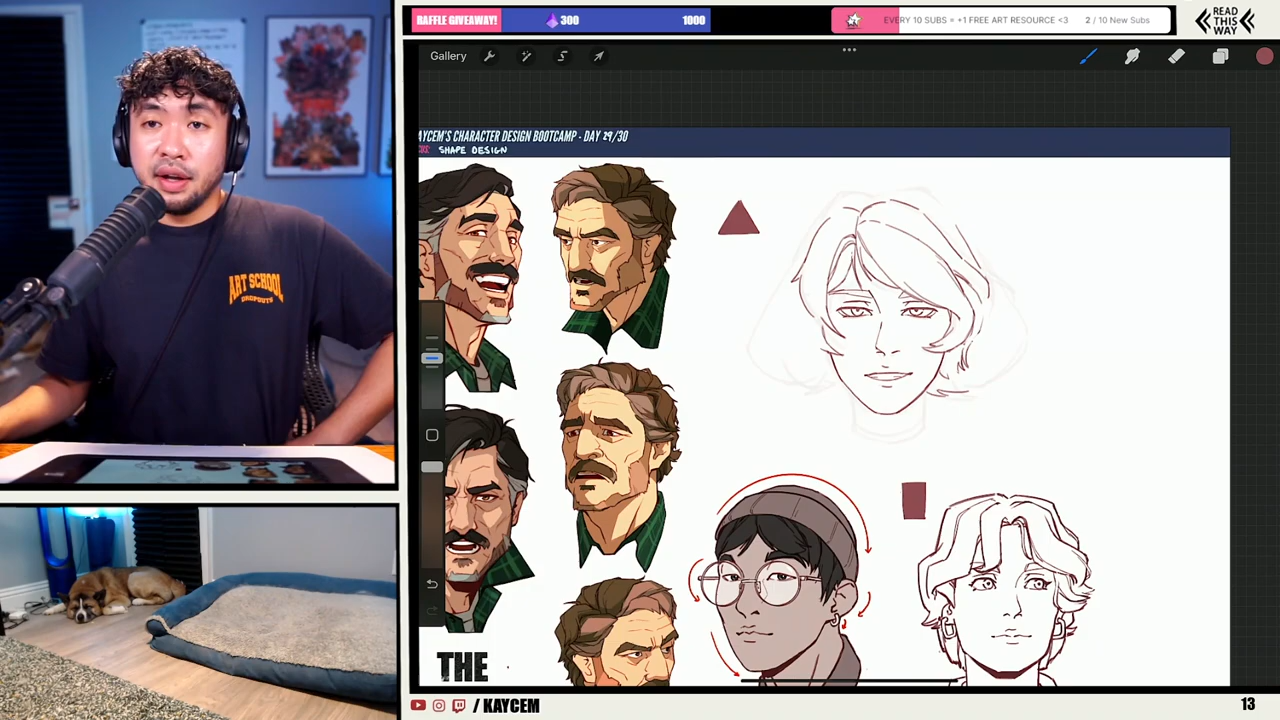 RAFFLE GIVEAWAY!
300
1000
EVERY 10 SUBS = +1 FREE ART RESOURCE <3
2 / 10 New Subs
READ
THIS
WAY
Gallery
AYCEM'S CHARACTER DESIGN BOOTCAMP - DAY 29/30
CUS: SHAPE DESIGN
ART SCHOOL
DROPOUTS
THE
/ KAYCEM
13